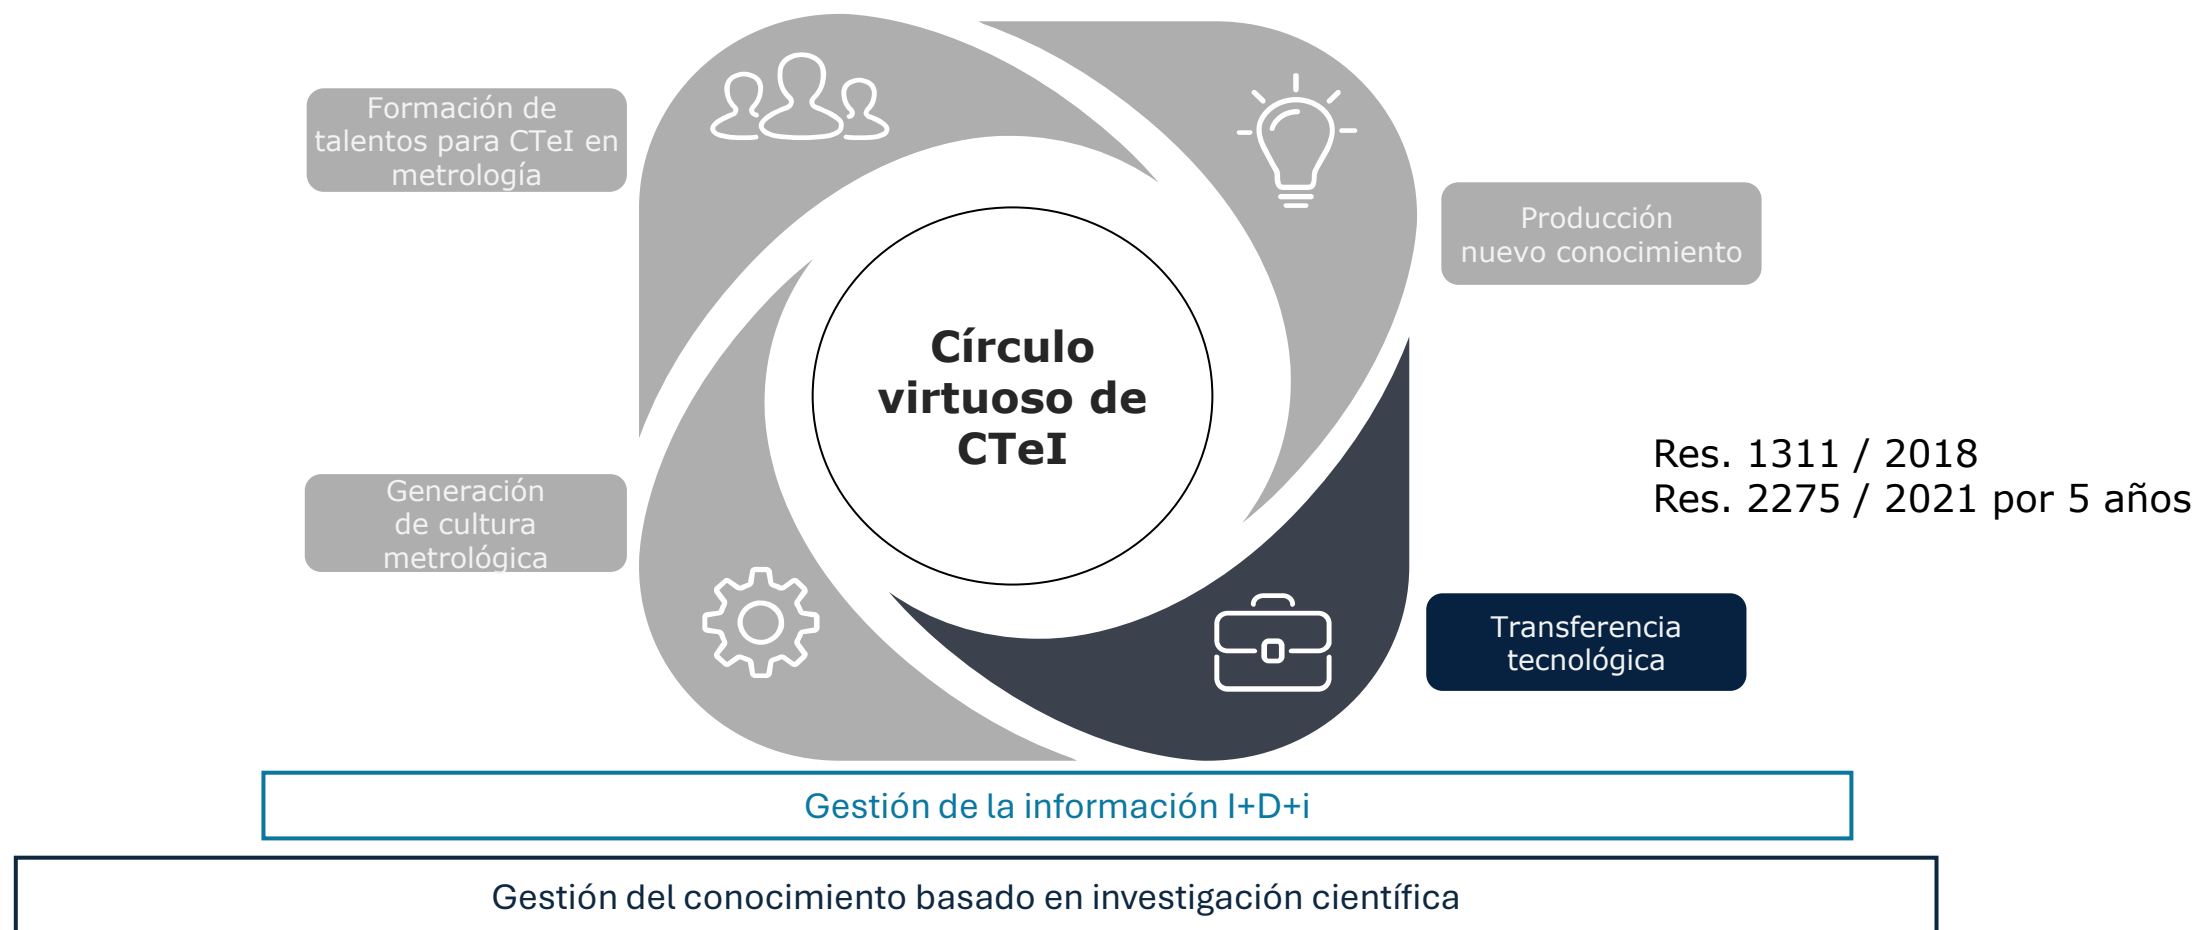 Formación de
talentos para CTeI en
metrología
Producción
nuevo conocimiento
Círculo
virtuoso de
CTeI
Res. 1311 / 2018
Res. 2275 / 2021 por 5 años
Generación
de cultura
metrológica
Transferencia
tecnológica
Gestión de la información I+D+i
Gestión del conocimiento basado en investigación científica